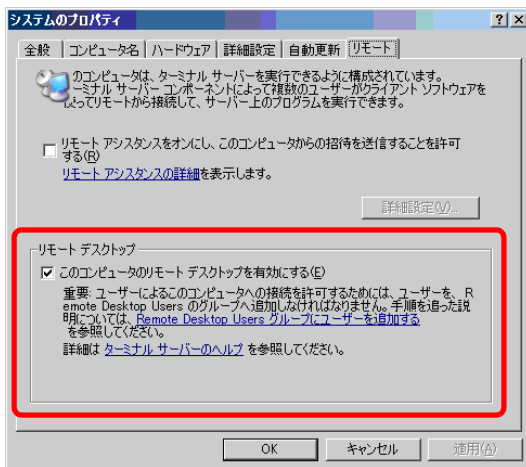 システムのプロパティ
全般 コンピュータ名 ハードウェア 詳細設定 自動更新 リモート
のコンピュータは、ターミナル サーバーを実行できるように構成されています。
ーミナル サーバー コンポーネントによって複数のユーザーがクライアント ソフトウェアを
よってリモートから接続して、サーバー上のプログラムを実行できます。
リモート アシスタンスをオンにし、このコンピュータからの招待を送信することを許可
する(R)
リモート アシスタンスの詳細を表示します。
詳細設定(V)...
リモート デスクトップ
このコンピュータのリモート デスクトップを有効にする(E)
重要: ユーザーによるこのコンピュータへの接続を許可するためには、ユーザーを、R
emote Desktop Users のグループへ追加しなければなりません。手順を追った説
明については、Remote Desktop Users グループにユーザーを追加する
を参照してください。
詳細は ターミナル サーバーのヘルプ を参照してください。
OK キャンセル 適用(A)